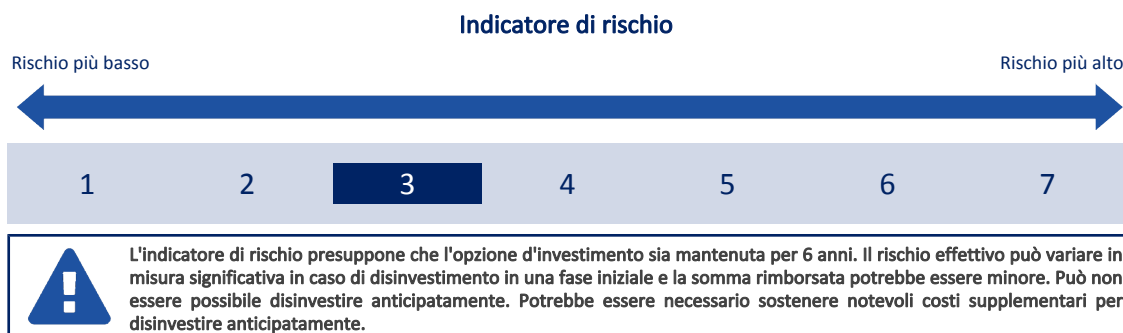 Indicatore di rischio
Rischio più basso
Rischio più alto
1 2 3 4 5 6 7
L'indicatore di rischio presuppone che l'opzione d'investimento sia mantenuta per 6 anni. Il rischio effettivo può variare in
misura significativa in caso di disinvestimento in una fase iniziale e la somma rimborsata potrebbe essere minore. Può non
essere possibile disinvestire anticipatamente. Potrebbe essere necessario sostenere notevoli costi supplementari per
disinvestire anticipatamente.